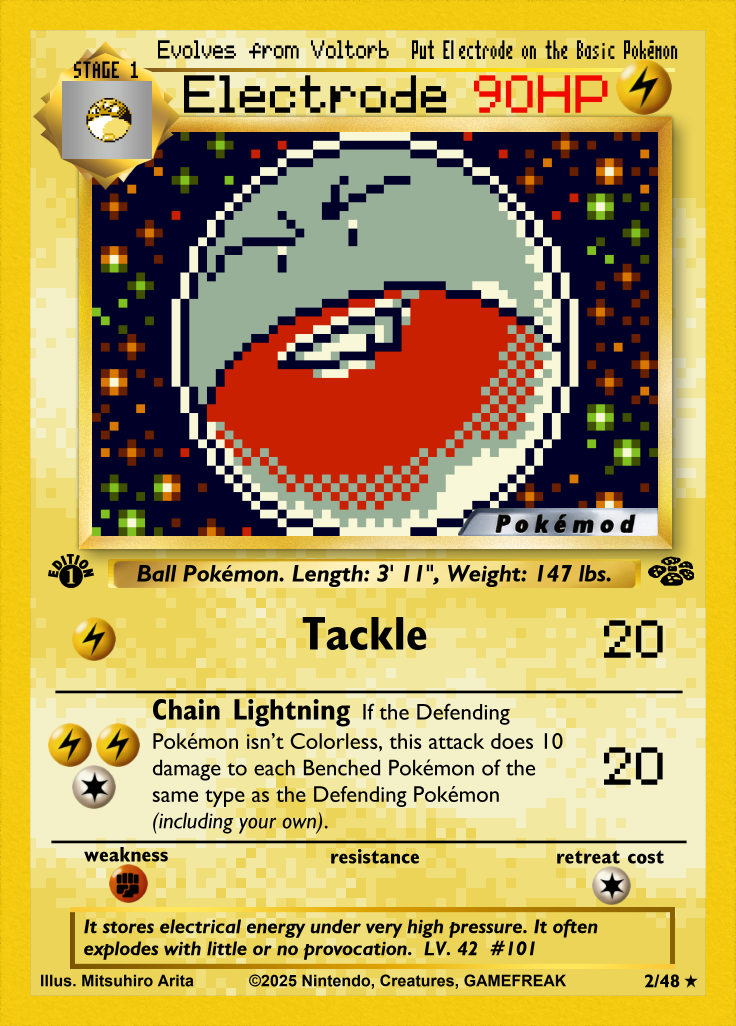 Evolves from Voltorb Put Electrode on the Basic Pokémon
STAGE 1
Electrode 90HP
Pokémod
EDITION
1
Ball Pokémon. Length: 3' 11", Weight: 147 lbs.
Tackle 20
Chain Lightning If the Defending
Pokémon isn't Colorless, this attack does 10
damage to each Benched Pokémon of the
same type as the Defending Pokémon
(including your own).
20
weakness resistance retreat cost
It stores electrical energy under very high pressure. It often
explodes with little or no provocation. LV. 42 #101
Illus. Mitsuhiro Arita ©2025 Nintendo, Creatures, GAMEFREAK 2/48 ★